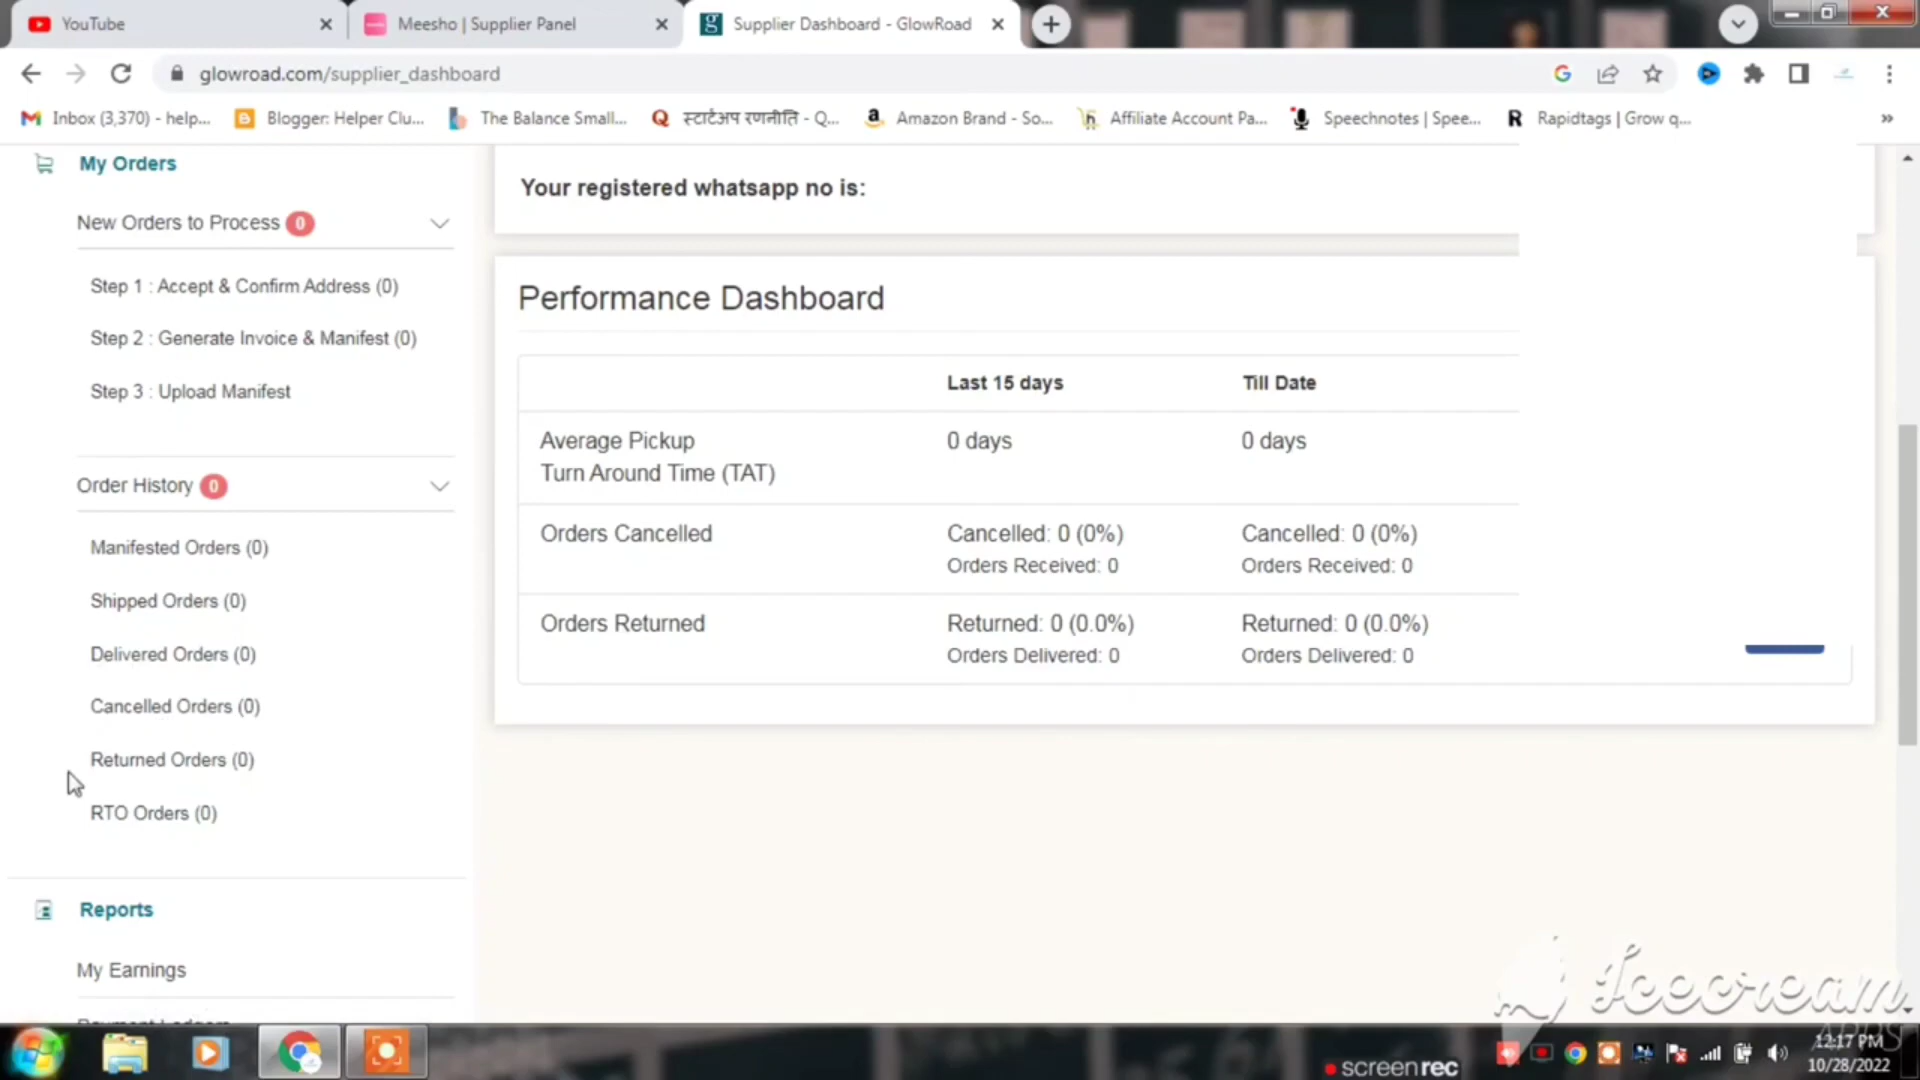 YouTube
Meesho | Supplier Panel
Supplier Dashboard - GlowRoad
glowroad.com/supplier_dashboard
Inbox (3,370) - help...
Blogger: Helper Clu...
The Balance Small...
स्टार्टअप रणनीति - Q...
Amazon Brand - So...
Affiliate Account Pa...
Speechnotes | Spee...
Rapidtags | Grow q...
My Orders
New Orders to Process 0
Step 1 : Accept & Confirm Address (0)
Step 2 : Generate Invoice & Manifest (0)
Step 3 : Upload Manifest
Order History 0
Manifested Orders (0)
Shipped Orders (0)
Delivered Orders (0)
Cancelled Orders (0)
Returned Orders (0)
RTO Orders (0)
Reports
My Earnings
Your registered whatsapp no is:
Performance Dashboard
Last 15 days Till Date
Average Pickup 0 days 0 days
Turn Around Time (TAT)
Orders Cancelled Cancelled: 0 (0%) Cancelled: 0 (0%)
Orders Received: 0 Orders Received: 0
Orders Returned Returned: 0 (0.0%) Returned: 0 (0.0%)
Orders Delivered: 0 Orders Delivered: 0
Icecream
APPS
screenrec
12:17 PM
10/28/2022